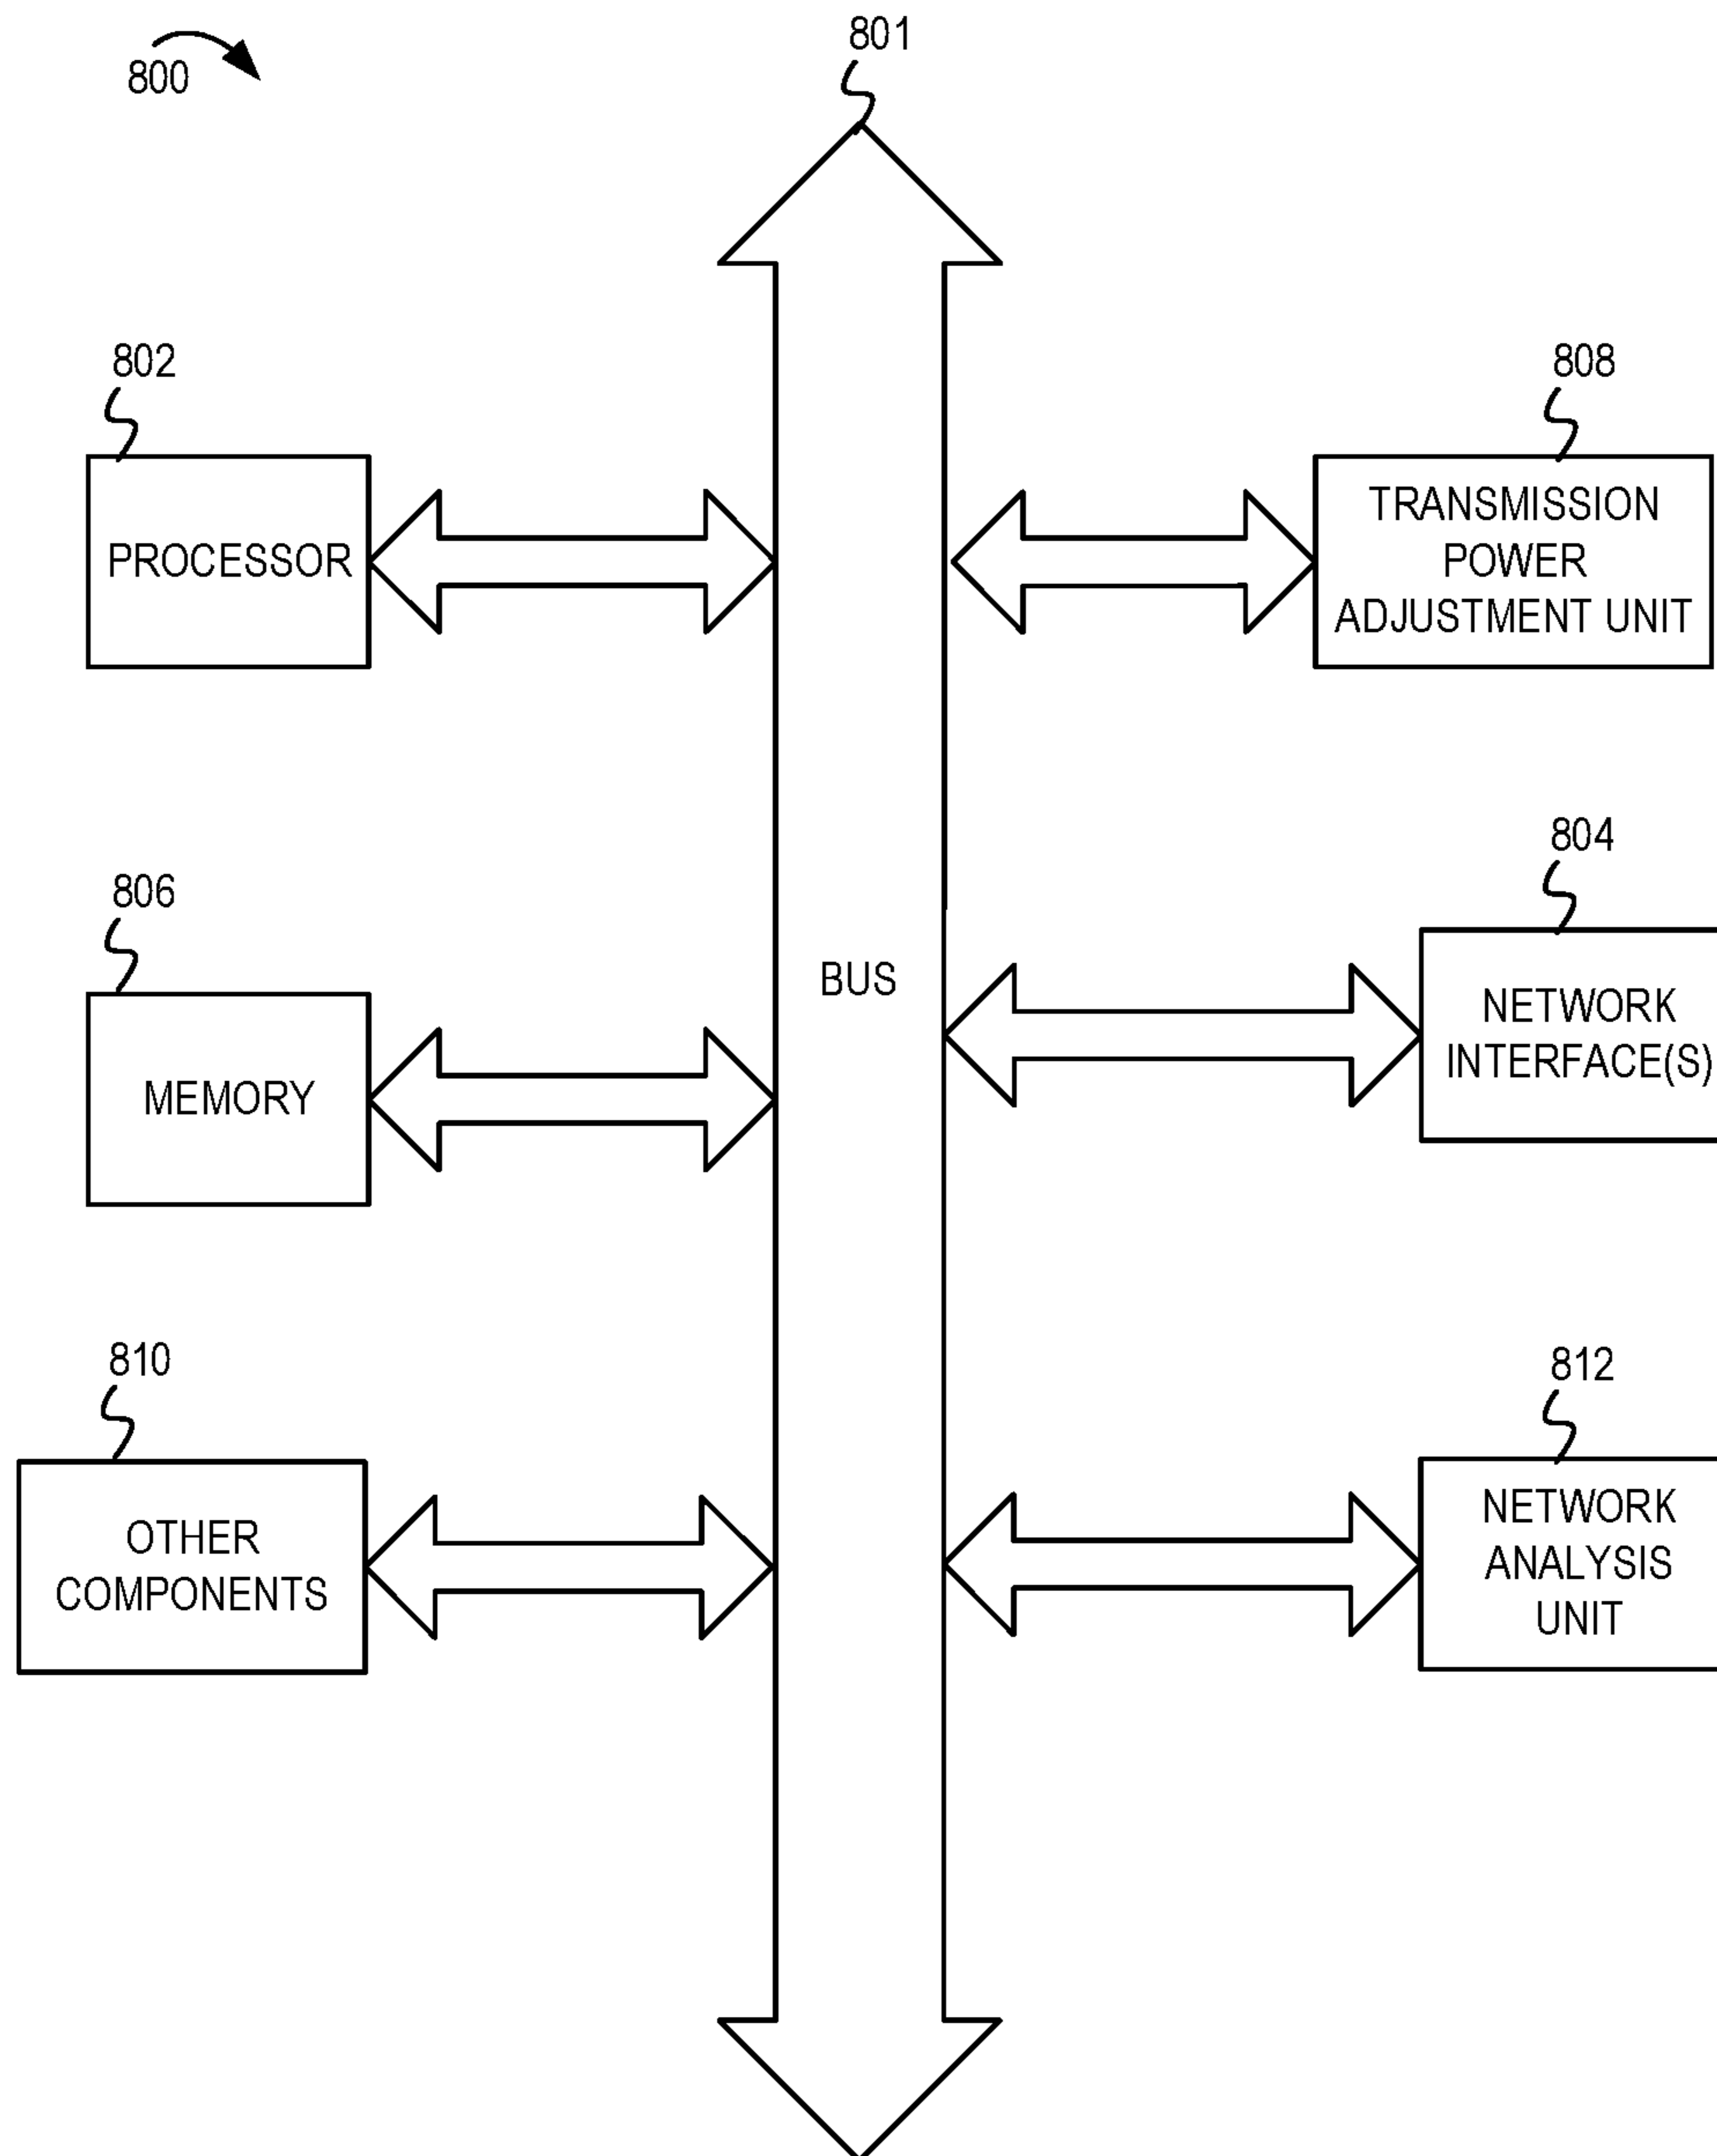 800
801
802
PROCESSOR
808
TRANSMISSION
POWER
ADJUSTMENT UNIT
806
MEMORY
BUS
804
NETWORK
INTERFACE(S)
810
OTHER
COMPONENTS
812
NETWORK
ANALYSIS
UNIT